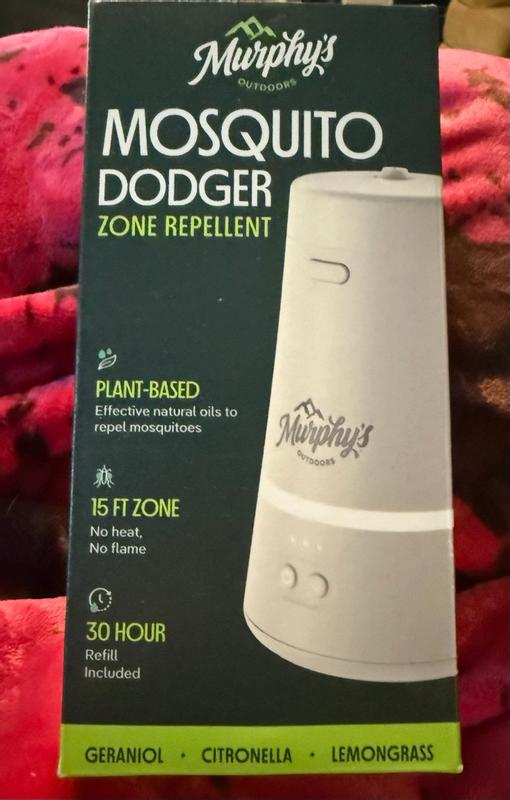 Murphy's
OUTDOORS
MOSQUITO
DODGER
ZONE REPELLENT
PLANT-BASED
Effective natural oils to
repel mosquitoes
15 FT ZONE
No heat,
No flame
30 HOUR
Refill
Included
Murphy's
OUTDOORS
GERANIOL · CITRONELLA · LEMONGRASS